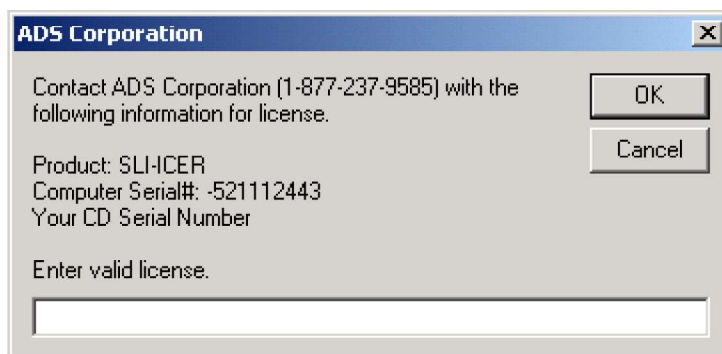 ADS Corporation
Contact ADS Corporation (1-877-237-9585) with the
following information for license.
OK
Cancel
Product: SLI-ICER
Computer Serial#: -521112443
Your CD Serial Number
Enter valid license.